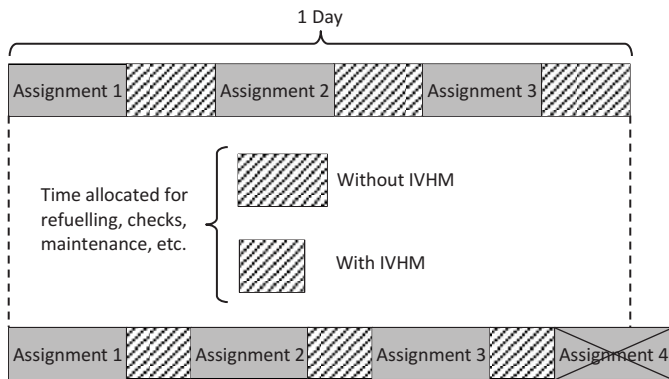 1 Day
Assignment 1
Assignment 2
Assignment 3
Time allocated for
refuelling, checks,
maintenance, etc.
Without IVHM
With IVHM
Assignment 1
Assignment 2
Assignment 3
Assignment 4